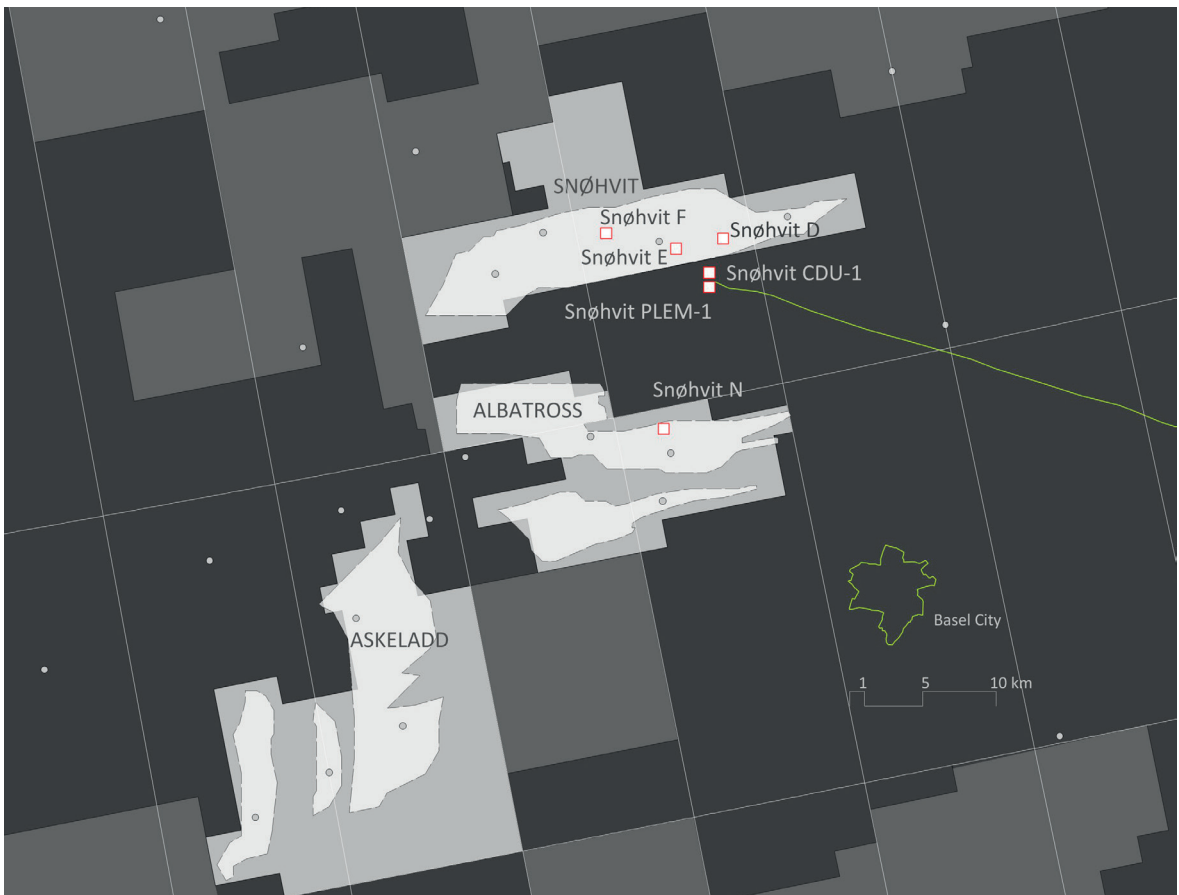 SNØHVIT
Snøhvit F
Snøhvit D
Snøhvit E
Snøhvit CDU-1
Snøhvit PLEM-1
Snøhvit N
ALBATROSS
Basel City
ASKELADD
1 5 10 km